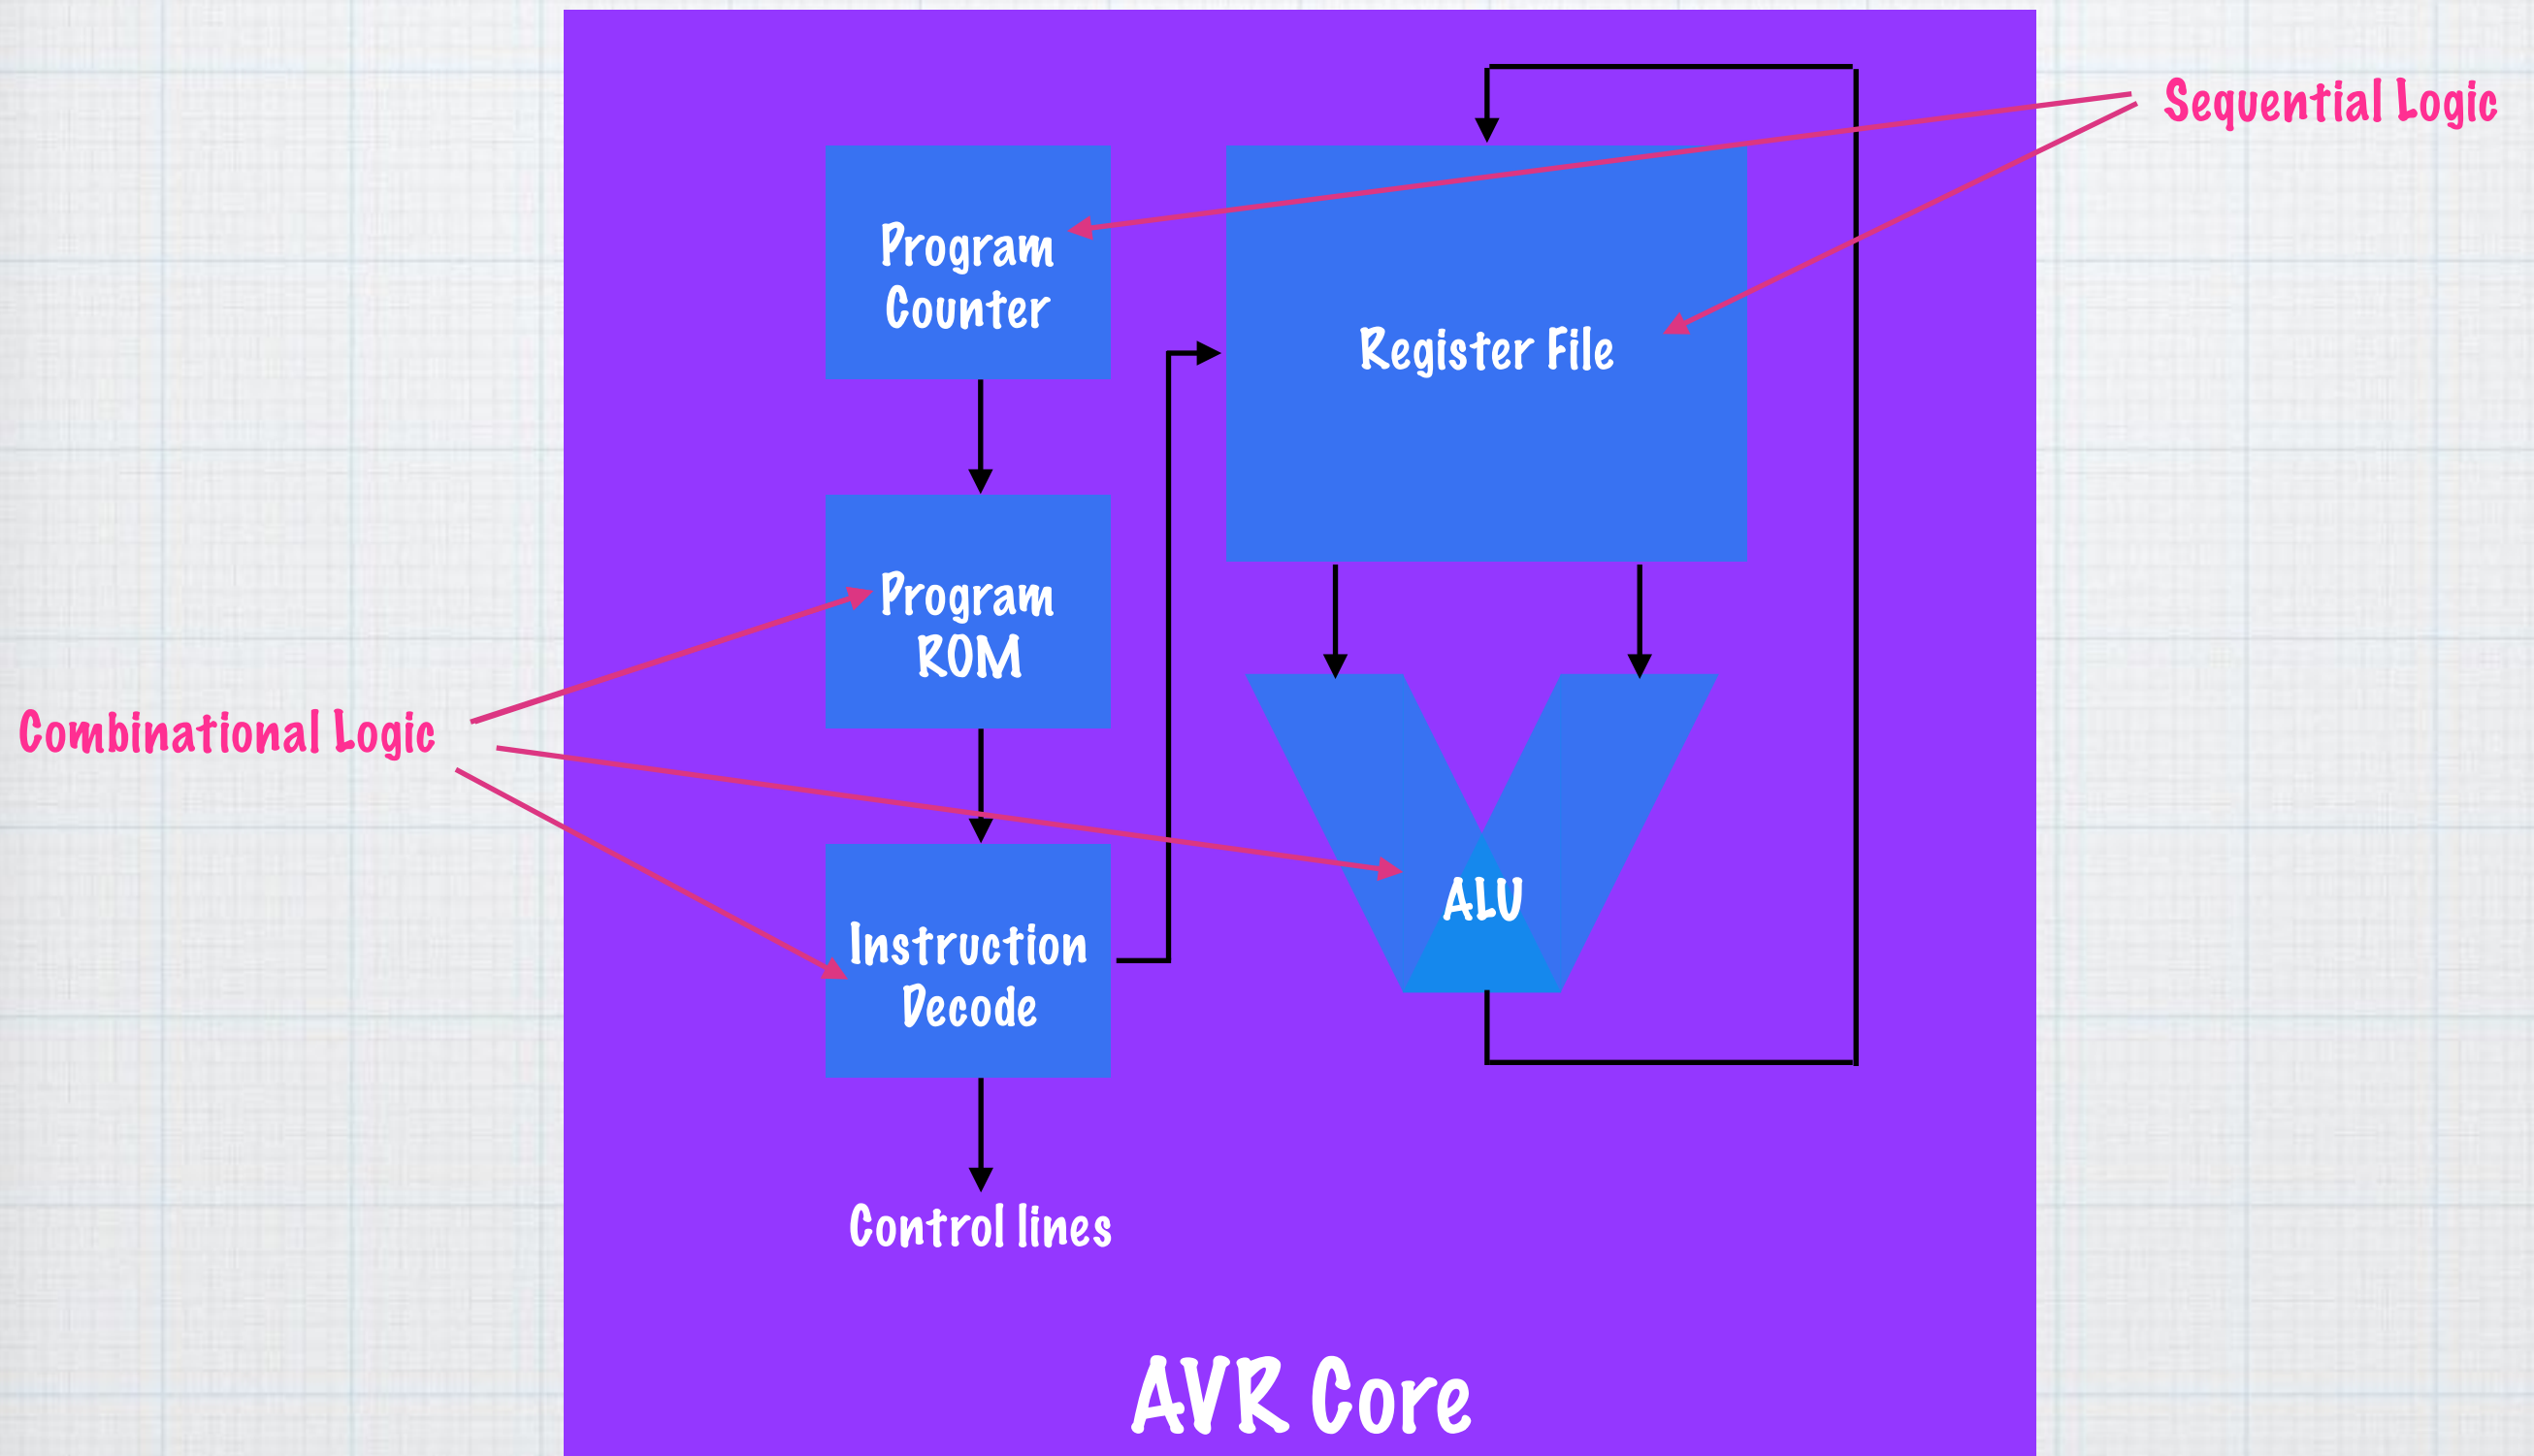 Sequential Logic
Program
Counter
Register File
Program
ROM
Combinational Logic
ALU
Instruction
Decode
Control lines
AVR Core